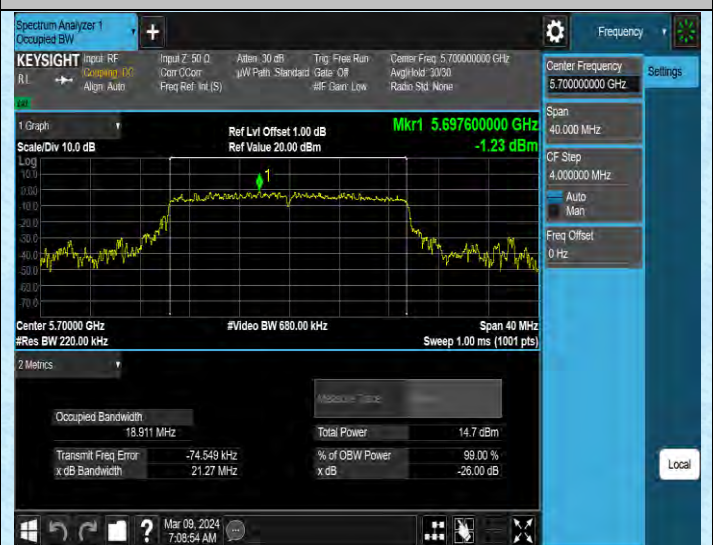 Spectrum Analyzer 1
Occupied BW
+
Frequency
KEYSIGHT Input: RF Input Z: 50 Ω Atten: 30 dB Trig: Free Run Center Freq: 5.700000000 GHz
RL Coupling: DC Corr CCorr µW Path: Standard Gate: Off Avg|Hold: 30/30
Align: Auto Freq Ref: Int (S) #IF Gain: Low Radio Std: None
Center Frequency
5.700000000 GHz
Settings
Span
40.000 MHz
CF Step
4.000000 MHz
Auto
Man
Freq Offset
0 Hz
1 Graph
Ref Lvl Offset 1.00 dB
Mkr1 5.697600000 GHz
Scale/Div 10.0 dB
Ref Value 20.00 dBm
-1.23 dBm
Log
10.0
0.00
-10.0
-20.0
-30.0
-40.0
-50.0
-60.0
-70.0
1
Center 5.70000 GHz
#Video BW 680.00 kHz
Span 40 MHz
#Res BW 220.00 kHz
Sweep 1.00 ms (1001 pts)
2 Metrics
Measure Trace
Occupied Bandwidth
18.911 MHz
Total Power 14.7 dBm
Transmit Freq Error -74.549 kHz
% of OBW Power 99.00 %
x dB Bandwidth 21.27 MHz
x dB -26.00 dB
Local
?
Mar 09, 2024
7:08:54 AM